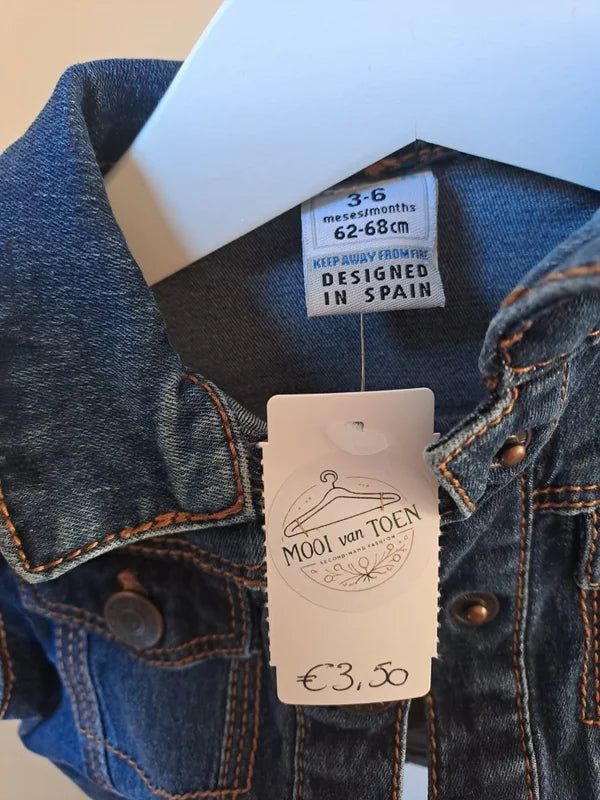 3-6
meses/months
62-68cm
KEEP AWAY FROM FIRE
DESIGNED
IN SPAIN
MOOI van TOEN
SECOND-HAND FASHION
€3,50